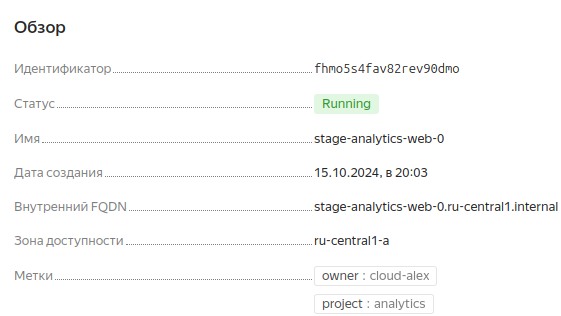 Обзор
Идентификатор fhmo5s4fav82rev90dmo
Статус Running
Имя stage-analytics-web-0
Дата создания 15.10.2024, в 20:03
Внутренний FQDN stage-analytics-web-0.ru-central1.internal
Зона доступности ru-central1-a
Метки owner : cloud-alex
project : analytics